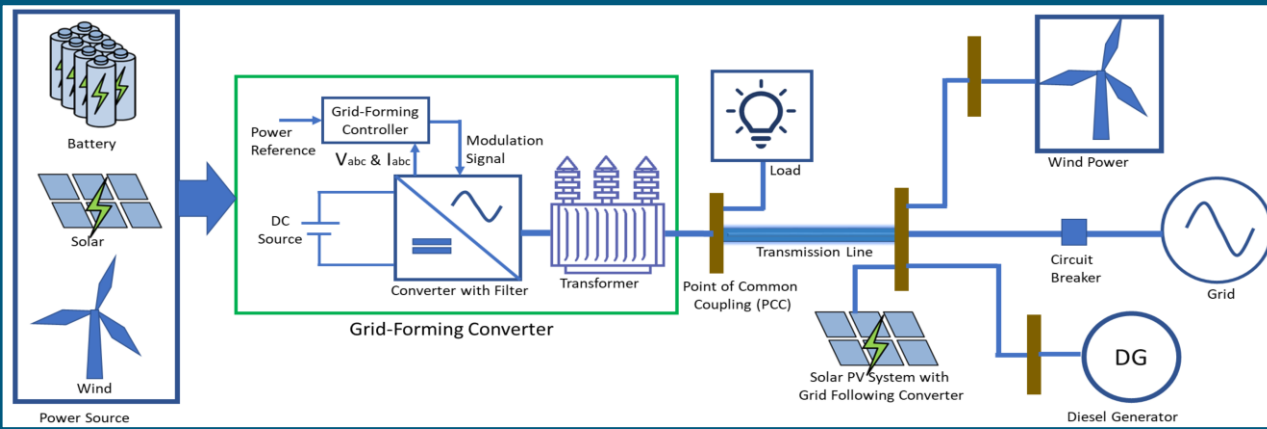 Battery
Solar
Wind
Power Source
Power
Reference
Grid-Forming
Controller
Vabc & Iabc
Modulation
Signal
DC
Source
Converter with Filter
Transformer
Grid-Forming Converter
Load
Point of Common
Coupling (PCC)
Transmission Line
Solar PV System with
Grid Following Converter
Wind Power
Circuit
Breaker
Grid
DG
Diesel Generator